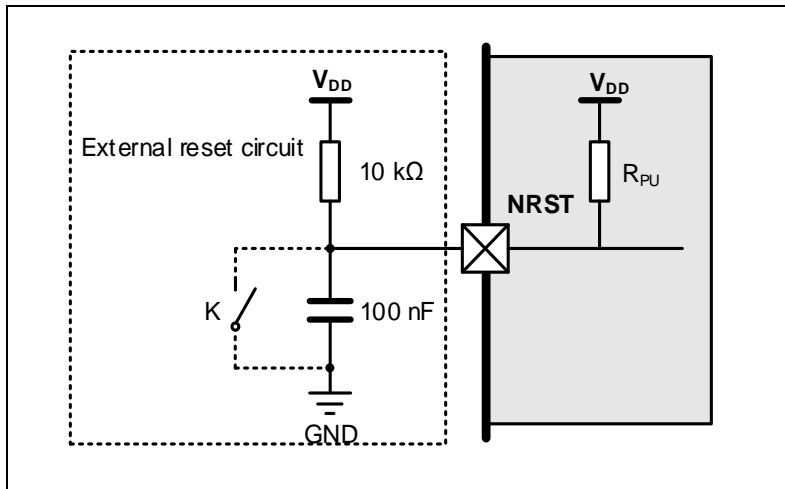 V_DD
V_DD
External reset circuit
10 kΩ
R_PU
NRST
K
100 nF
GND